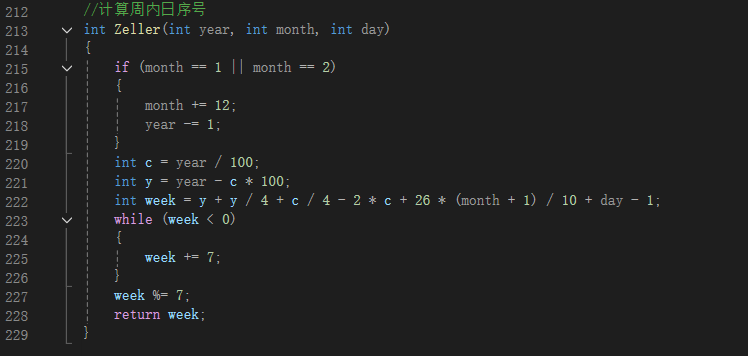 212 //计算周内日序号
213 int Zeller(int year, int month, int day)
214 {
215 if (month == 1 || month == 2)
216 {
217 month += 12;
218 year -= 1;
219 }
220 int c = year / 100;
221 int y = year - c * 100;
222 int week = y + y / 4 + c / 4 - 2 * c + 26 * (month + 1) / 10 + day - 1;
223 while (week < 0)
224 {
225 week += 7;
226 }
227 week %= 7;
228 return week;
229 }